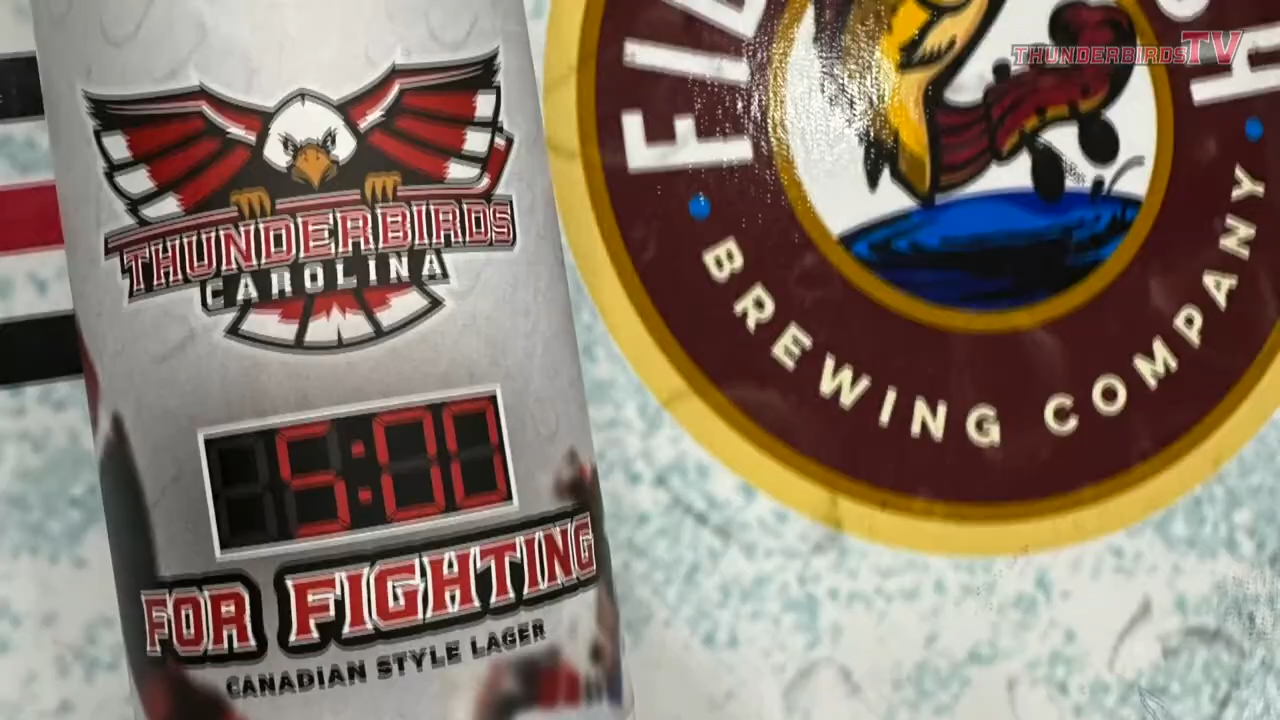 THUNDERBIRDSTV
THUNDERBIRDS
CAROLINA
5:00
FOR FIGHTING
CANADIAN STYLE LAGER
BREWING COMPANY